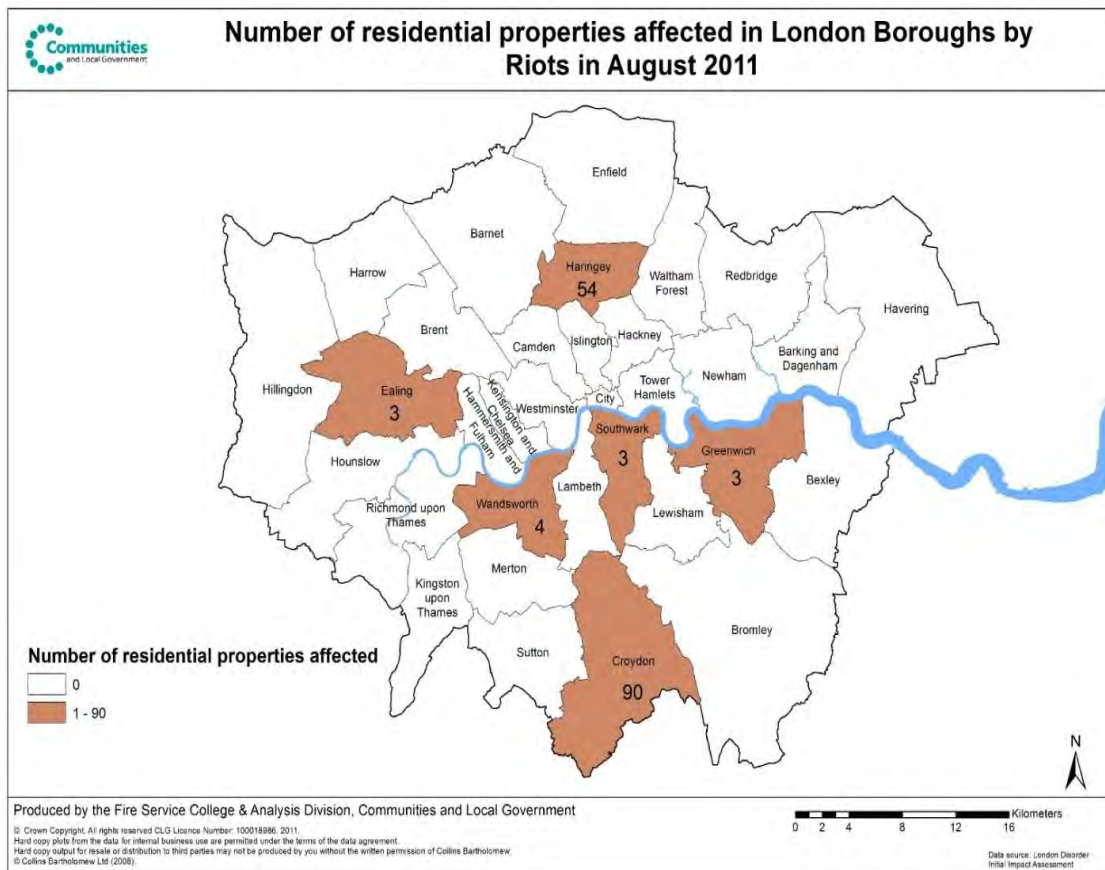 Communities
and Local Government
Number of residential properties affected in London Boroughs by
Riots in August 2011
Enfield
Barnet
Haringey
54
Harrow
Waltham
Forest
Redbridge
Havering
Brent
Camden
Islington
Hackney
Barking and
Dagenham
Hillingdon
Ealing
3
Kensington and
Chelsea
Hammersmith and
Fulham
Westminster
City
Tower
Hamlets
Newham
Southwark
3
Greenwich
3
Hounslow
Bexley
Wandsworth
4
Lambeth
Lewisham
Richmond upon
Thames
Merton
Kingston
upon
Thames
Sutton
Croydon
90
Bromley
Number of residential properties affected
0
1 - 90
N
Produced by the Fire Service College & Analysis Division, Communities and Local Government
© Crown Copyright. All rights reserved CLG Licence Number: 100018986. 2011.
Hard copy plots from the data for internal business use are permitted under the terms of the data agreement.
Hard copy output for resale or distribution to third parties may not be produced by you without the written permission of Collins Bartholomew
© Collins Bartholomew Ltd (2008).
Kilometers
0 2 4 8 12 16
Data source: London Disorder
Initial Impact Assessment